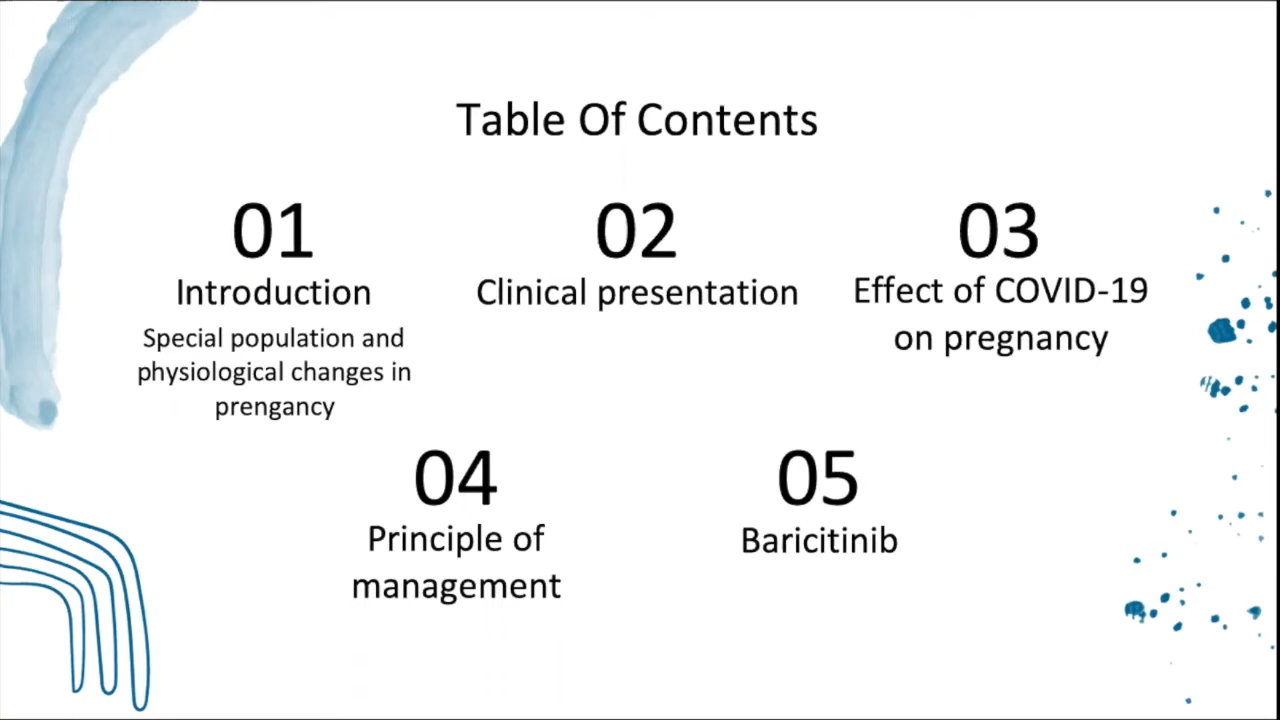 Table Of Contents
01
Introduction
Special population and
physiological changes in
prengancy
02
Clinical presentation
03
Effect of COVID-19
on pregnancy
04
Principle of
management
05
Baricitinib